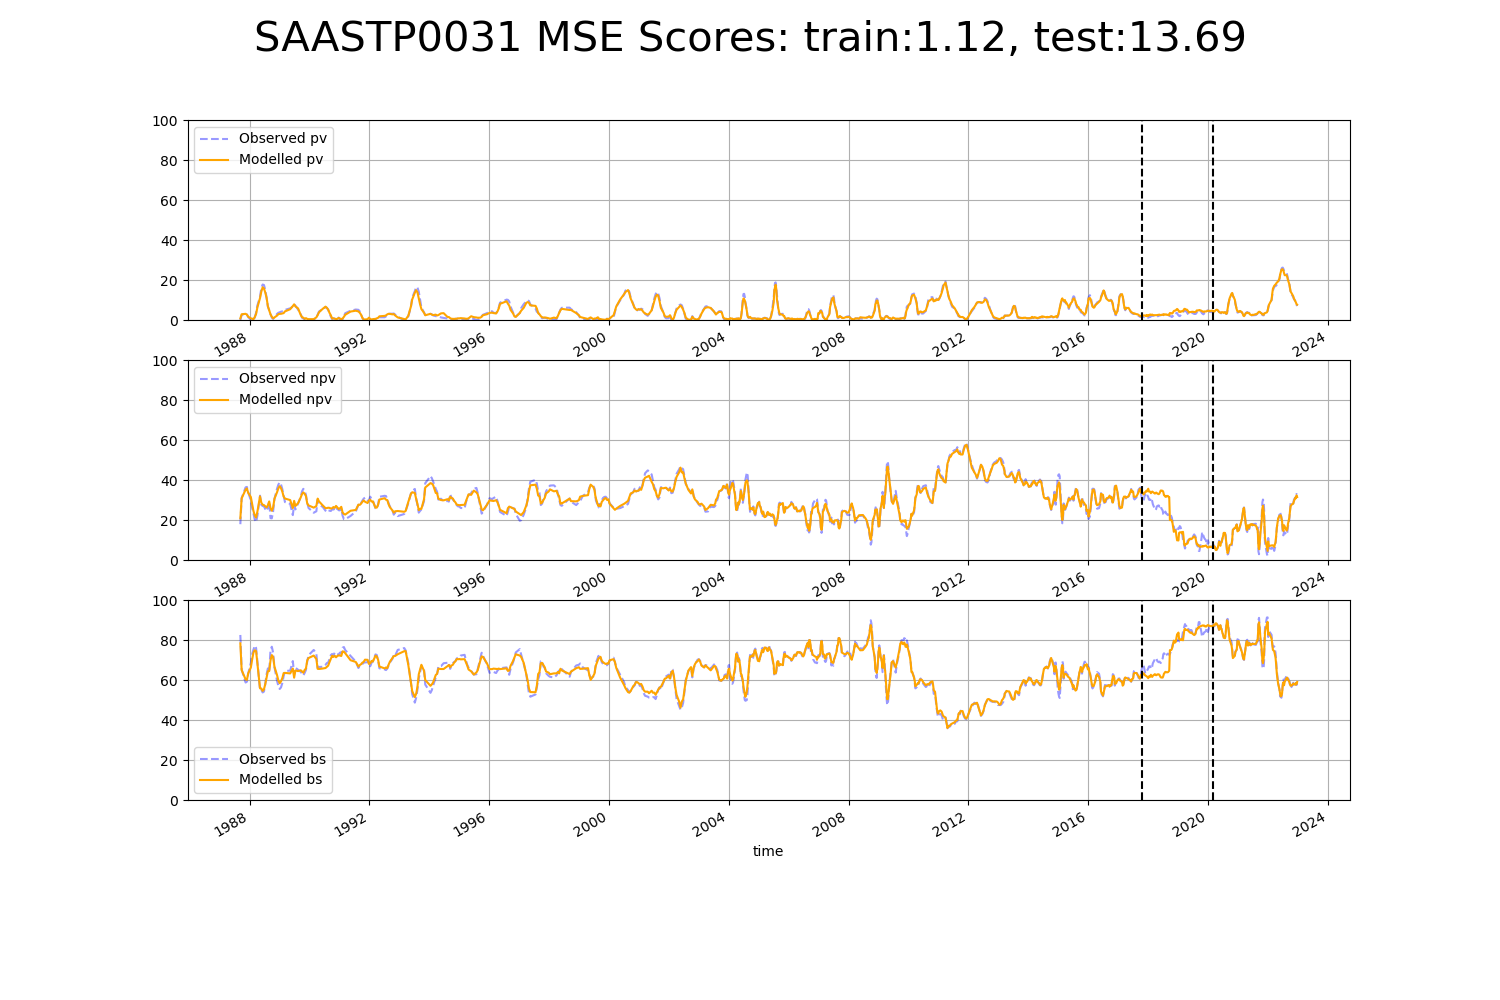 SAASTP0031 MSE Scores: train:1.12, test:13.69
100
80
60
40
20
0
Observed pv
Modelled pv
1988 1992 1996 2000 2004 2008 2012 2016 2020 2024
100
80
60
40
20
0
Observed npv
Modelled npv
1988 1992 1996 2000 2004 2008 2012 2016 2020 2024
100
80
60
40
20
0
Observed bs
Modelled bs
1988 1992 1996 2000 2004 2008 2012 2016 2020 2024
time